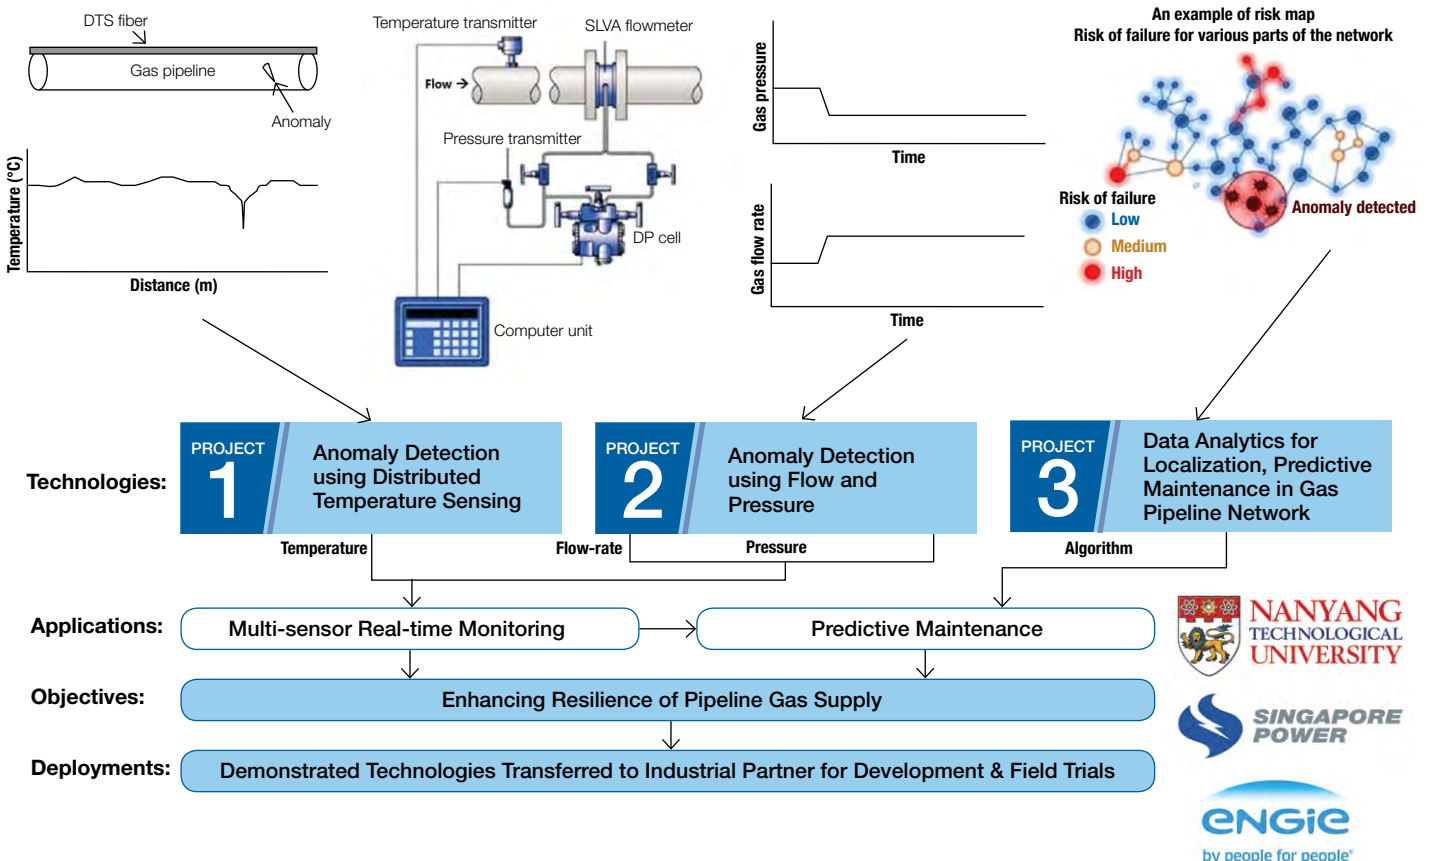 DTS fiber
Gas pipeline
Anomaly
Temperature (°C)
Distance (m)
Temperature transmitter
SLVA flowmeter
Flow
Pressure transmitter
DP cell
Computer unit
Gas pressure
Time
Gas flow rate
Time
An example of risk map
Risk of failure for various parts of the network
Risk of failure
Low
Medium
High
Anomaly detected
Technologies:
PROJECT
1
Anomaly Detection
using Distributed
Temperature Sensing
PROJECT
2
Anomaly Detection
using Flow and
Pressure
PROJECT
3
Data Analytics for
Localization, Predictive
Maintenance in Gas
Pipeline Network
Temperature
Flow-rate
Pressure
Algorithm
Applications:
Multi-sensor Real-time Monitoring
Predictive Maintenance
Objectives:
Enhancing Resilience of Pipeline Gas Supply
Deployments:
Demonstrated Technologies Transferred to Industrial Partner for Development & Field Trials
NANYANG
TECHNOLOGICAL
UNIVERSITY
SINGAPORE
POWER
ENGIE
by people for people